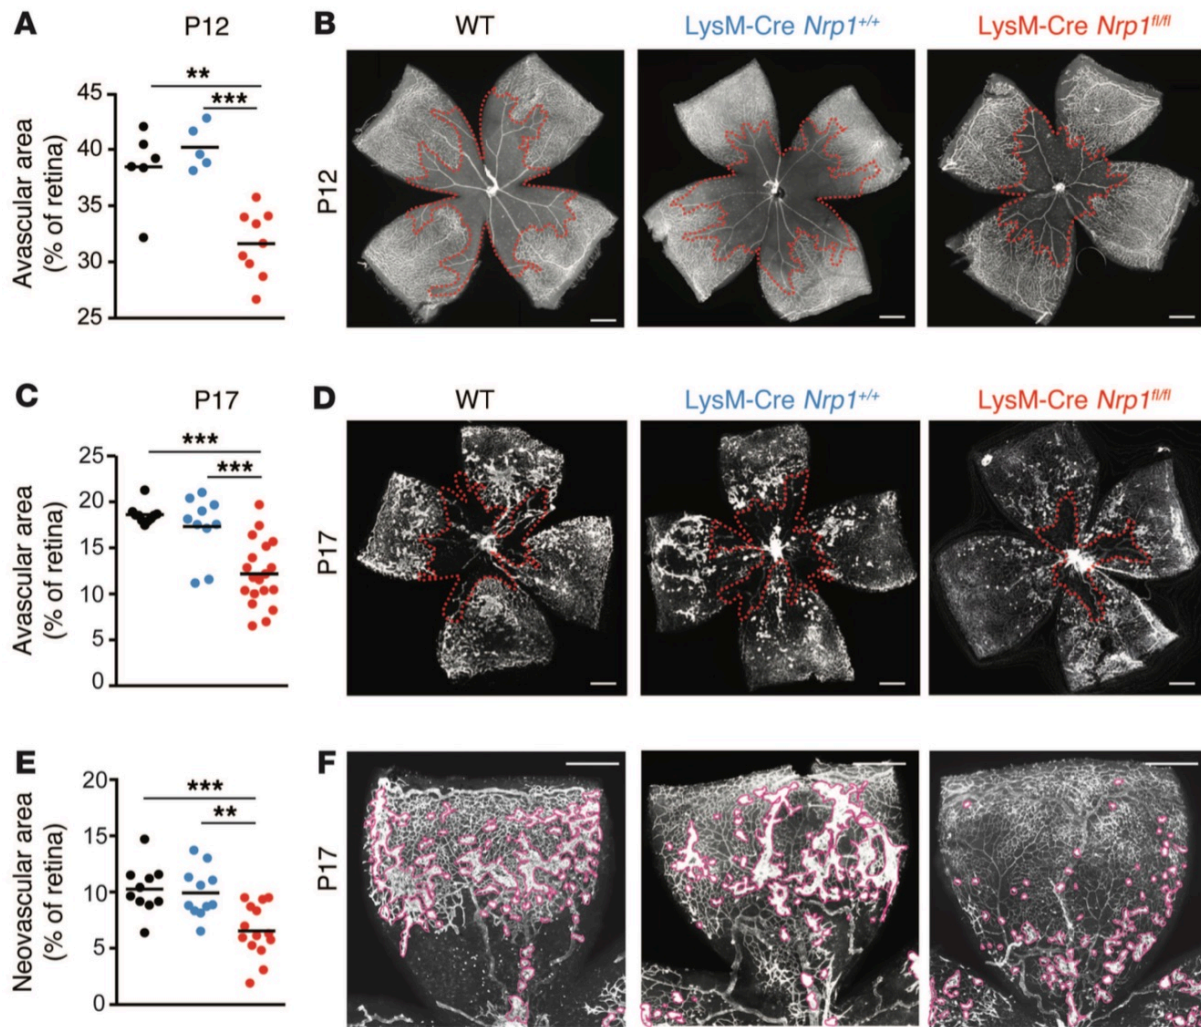 A
P12
**
***
45
40
35
30
25
Avascular area
(% of retina)
B
WT
LysM-Cre Nrp1+/+
LysM-Cre Nrp1fl/fl
P12
C
P17
***
***
25
20
15
10
5
0
Avascular area
(% of retina)
D
WT
LysM-Cre Nrp1+/+
LysM-Cre Nrp1fl/fl
P17
E
***
**
20
15
10
5
0
Neovascular area
(% of retina)
F
P17